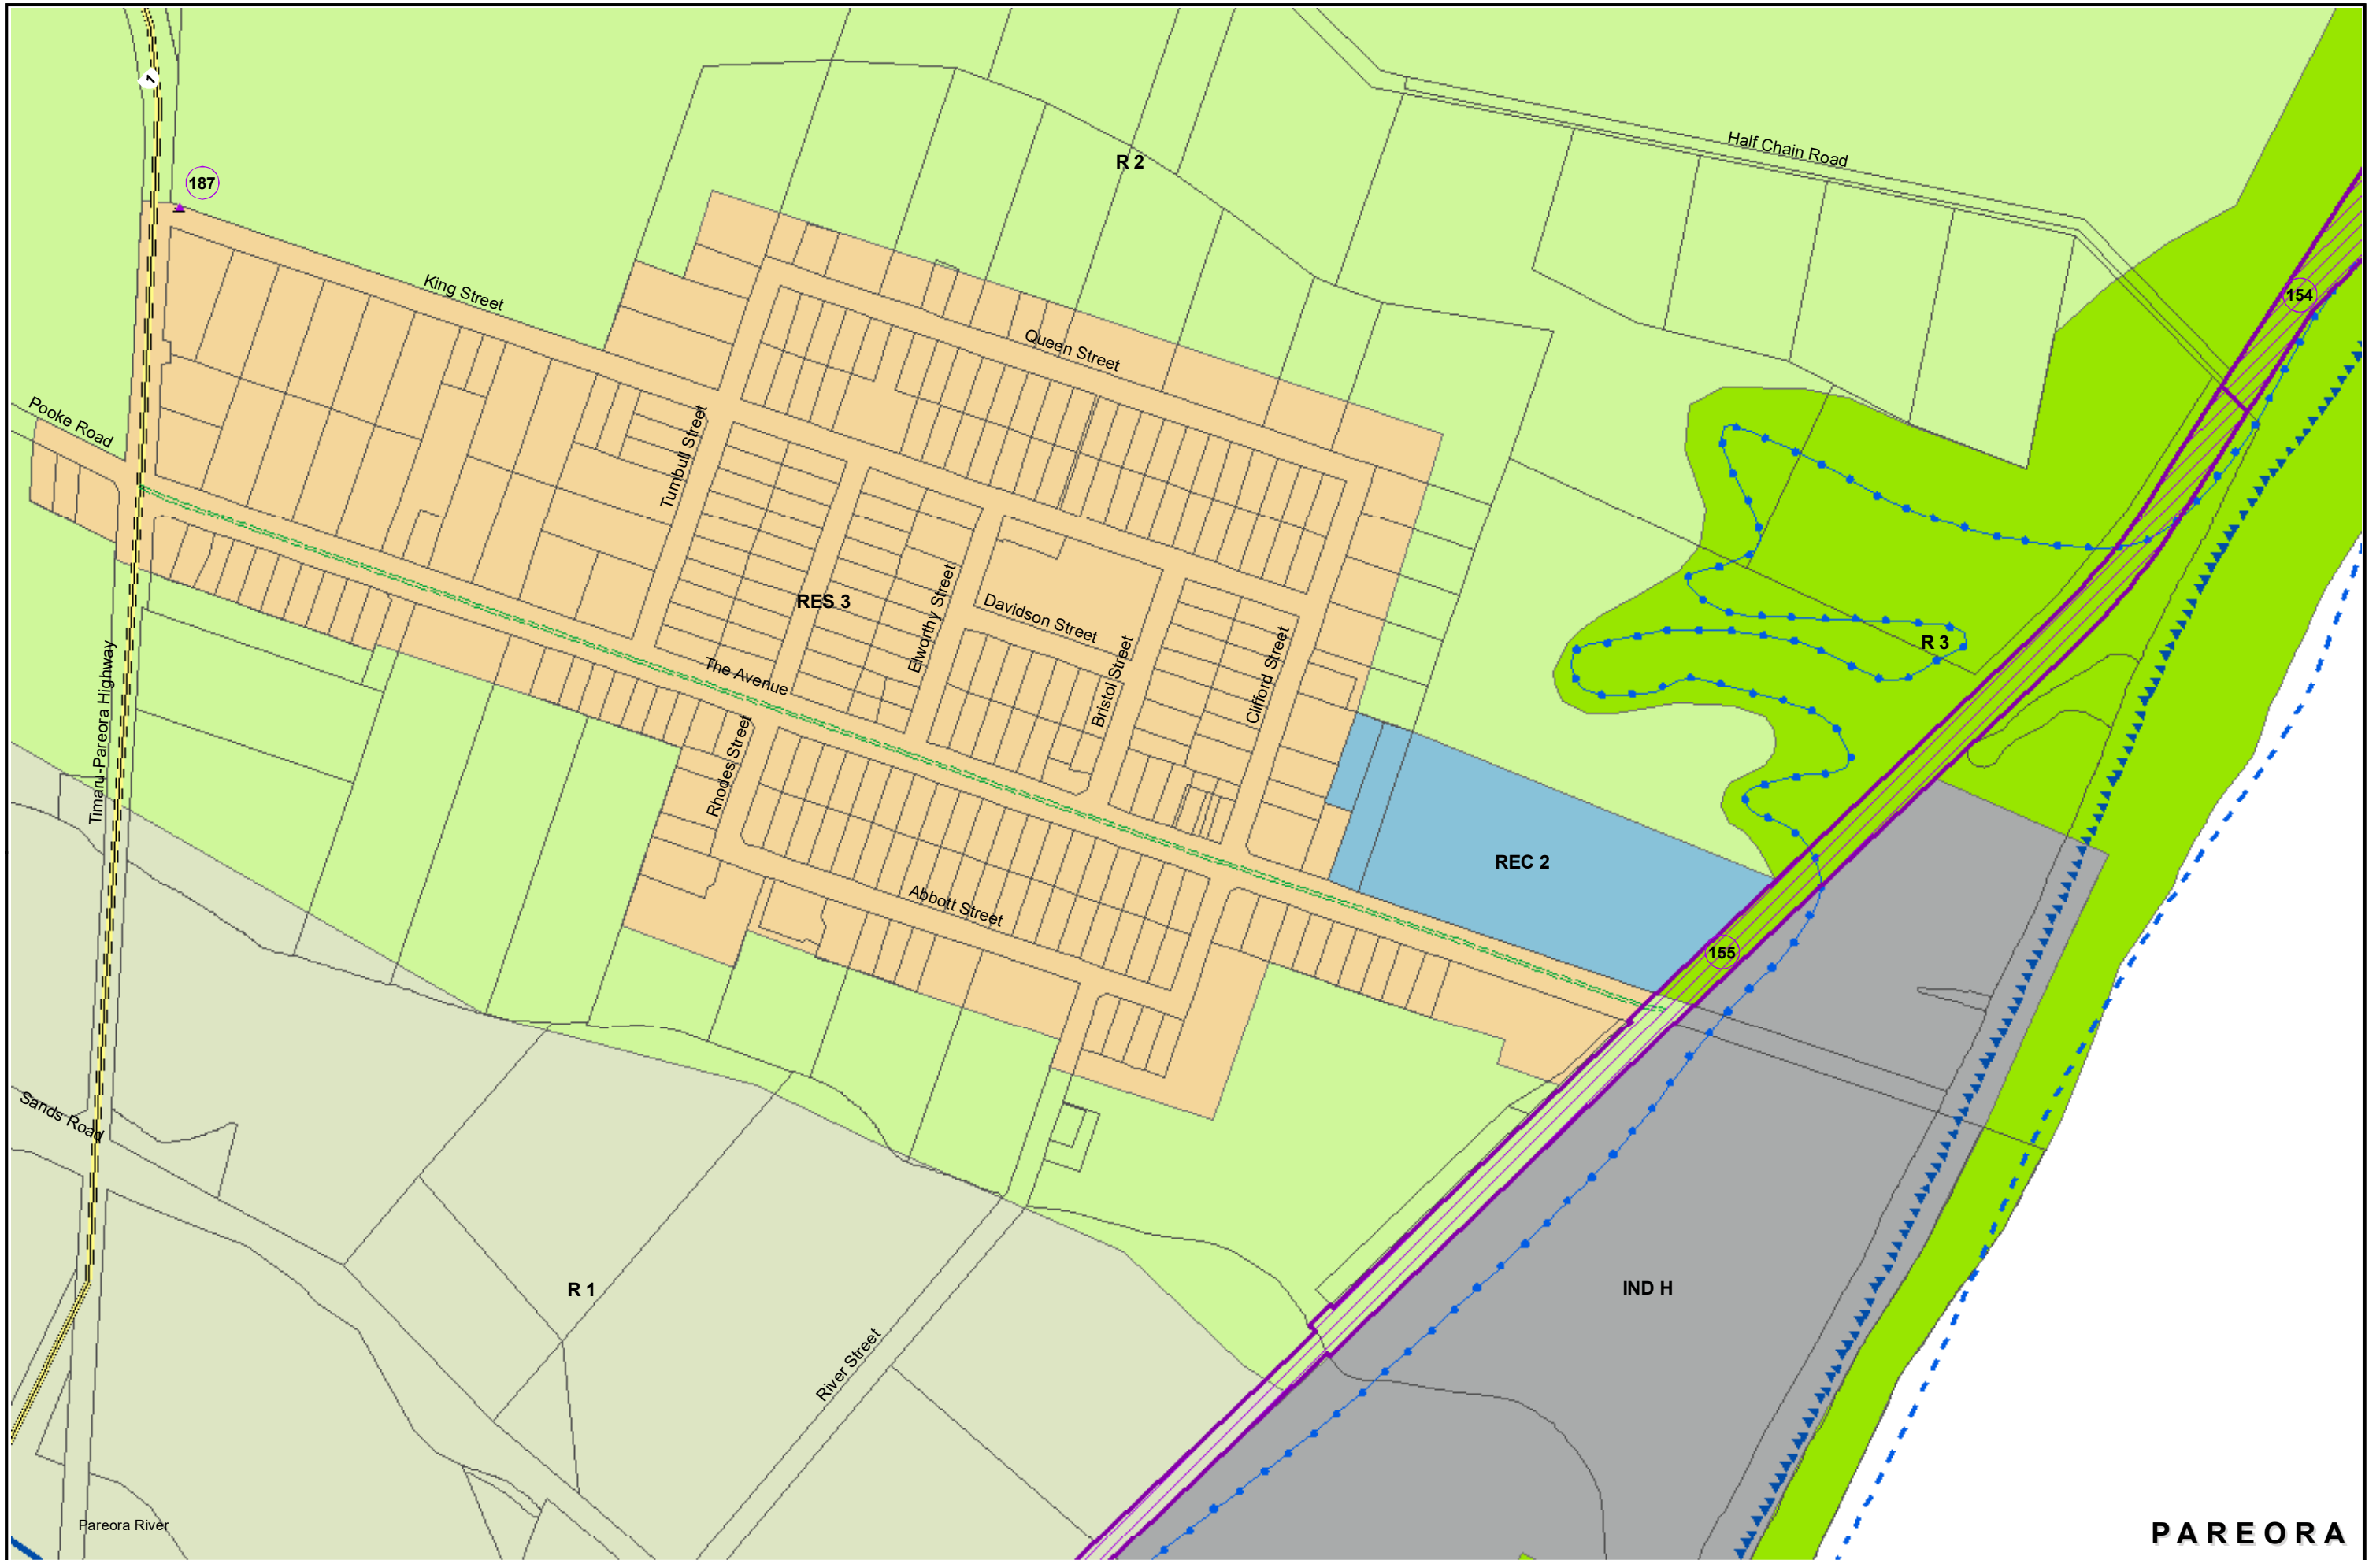 1
Half Chain Road
R 2
187
King Street
154
Queen Street
Pooke Road
Turnbull Street
RES 3
Elworthy Street
Davidson Street
Bristol Street
Clifford Street
R 3
The Avenue
Timaru-Pareora Highway
Rhodes Street
REC 2
Abbott Street
155
Sands Road
R 1
IND H
River Street
Pareora River
PAREORA